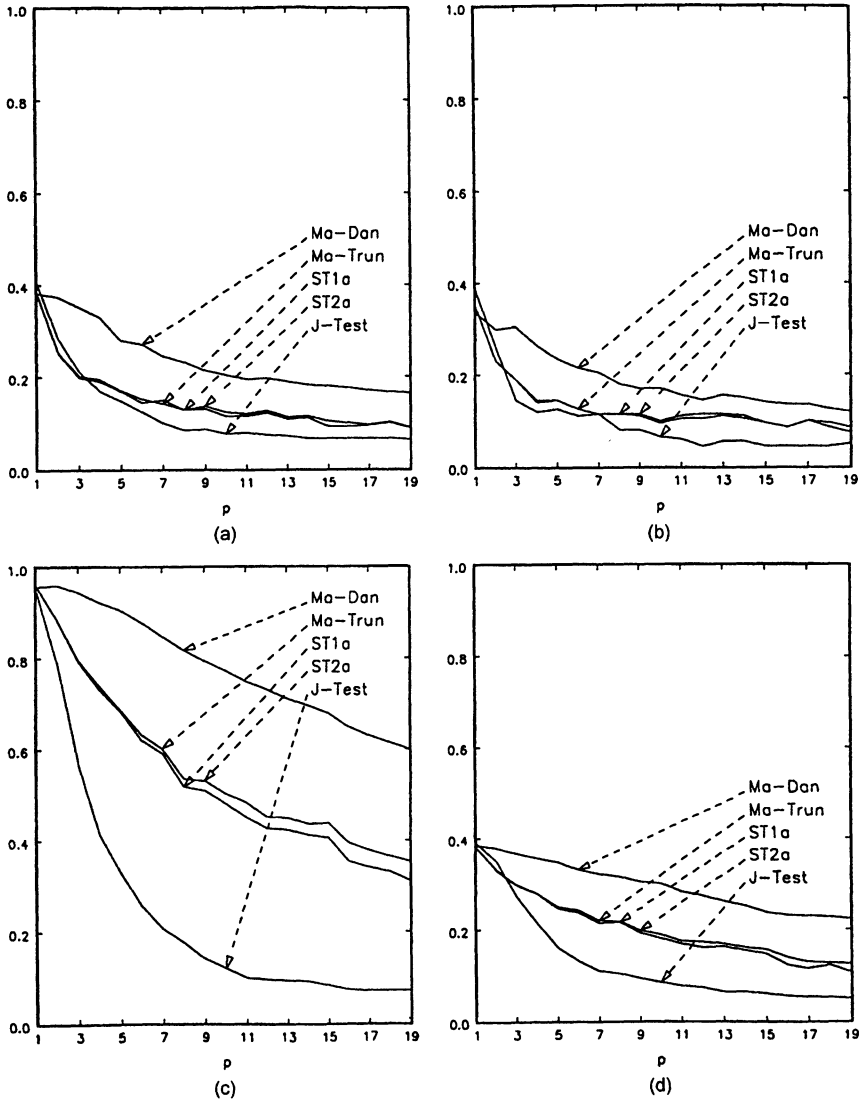 1.0
0.8
0.6
0.4
0.2
0.0
1 3 5 7 9 11 13 15 17 19
p
(a)
Ma-Dan
Ma-Trun
ST1a
ST2a
J-Test
1.0
0.8
0.6
0.4
0.2
0.0
1 3 5 7 9 11 13 15 17 19
p
(b)
Ma-Dan
Ma-Trun
ST1a
ST2a
J-Test
1.0
0.8
0.6
0.4
0.2
0.0
1 3 5 7 9 11 13 15 17 19
p
(c)
Ma-Dan
Ma-Trun
ST1a
ST2a
J-Test
1.0
0.8
0.6
0.4
0.2
0.0
1 3 5 7 9 11 13 15 17 19
p
(d)
Ma-Dan
Ma-Trun
ST1a
ST2a
J-Test